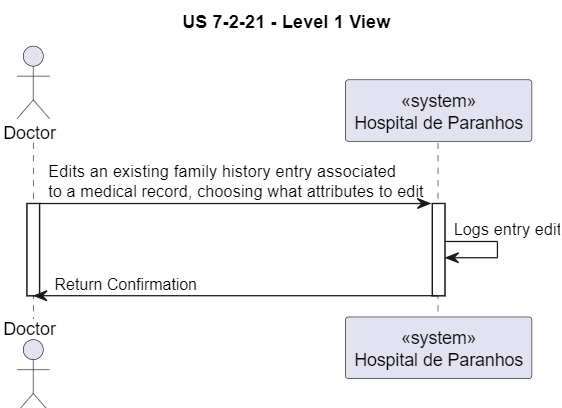 US 7-2-21 - Level 1 View
Doctor
«system»
Hospital de Paranhos
Edits an existing family history entry associated
to a medical record, choosing what attributes to edit
Logs entry edit
Return Confirmation
Doctor
«system»
Hospital de Paranhos